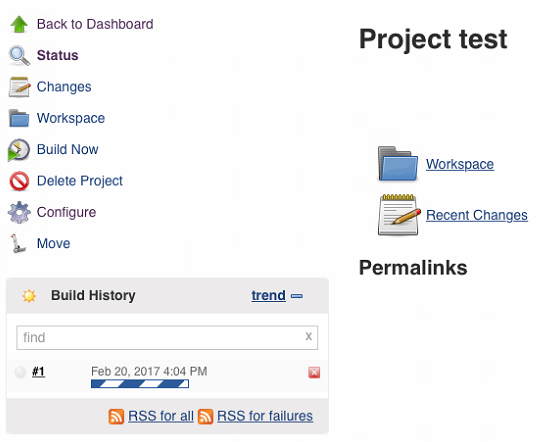 Back to Dashboard
Status
Changes
Workspace
Build Now
Delete Project
Configure
Move
Build History trend
find x
#1 Feb 20, 2017 4:04 PM
RSS for all RSS for failures
Project test
Workspace
Recent Changes
Permalinks